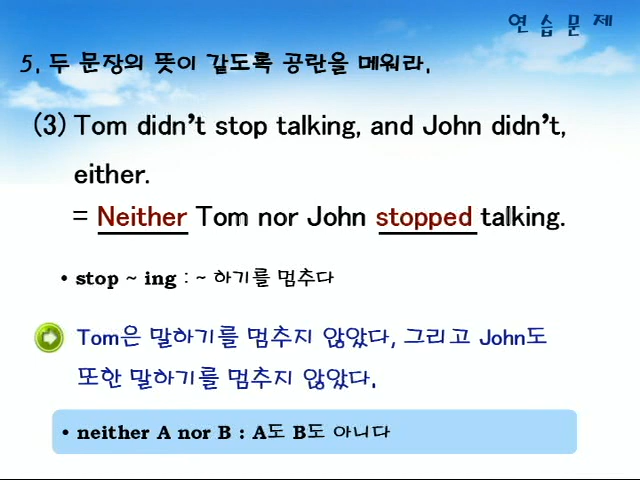 연습문제
5. 두 문장의 뜻이 같도록 공란을 메워라.
(3) Tom didn't stop talking, and John didn't,
either.
= Neither Tom nor John stopped talking.
• stop ~ ing : ~ 하기를 멈추다
Tom은 말하기를 멈추지 않았다, 그리고 John도
또한 말하기를 멈추지 않았다.
• neither A nor B : A도 B도 아니다